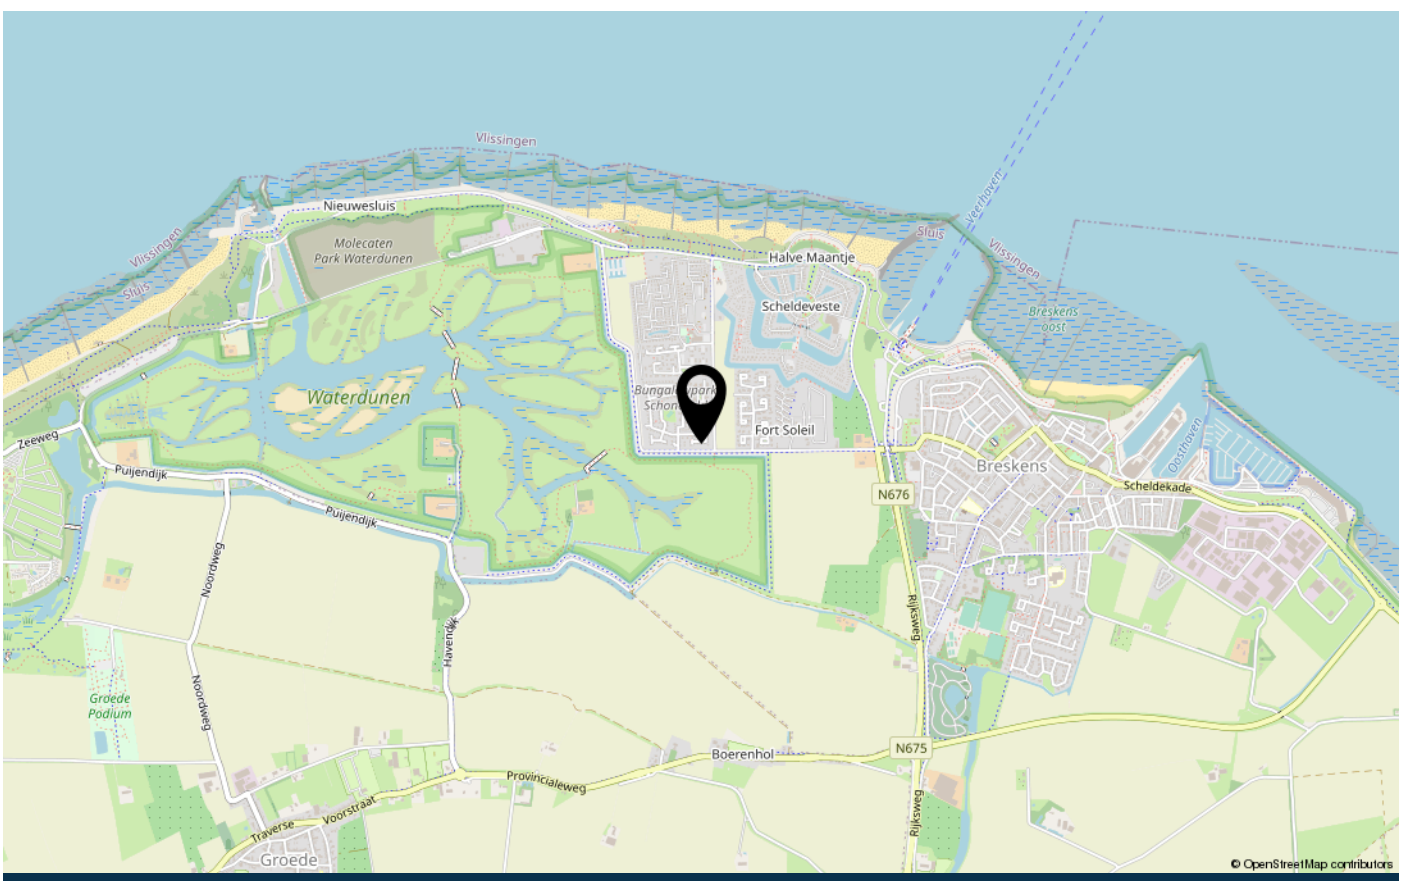 Vlissingen
Veerhaven
Nieuwesluis
Sluis
Vlissingen
Vlissingen
Molecaten
Park Waterdunen
Halve Maantje
Sluis
Scheldeveste
Breskens
oost
Waterdunen
Bungalowpark
Fort Soleil
Zeeweg
Oosthaven
Breskens
Puijendijk
Scheldekade
N676
Puijendijk
Noordweg
Rijksweg
Havendijk
Noordweg
Groede
Podium
N675
Boerenhol
Provincialeweg
Voorstraat
Rijksweg
Traverse
Groede
© OpenStreetMap contributors